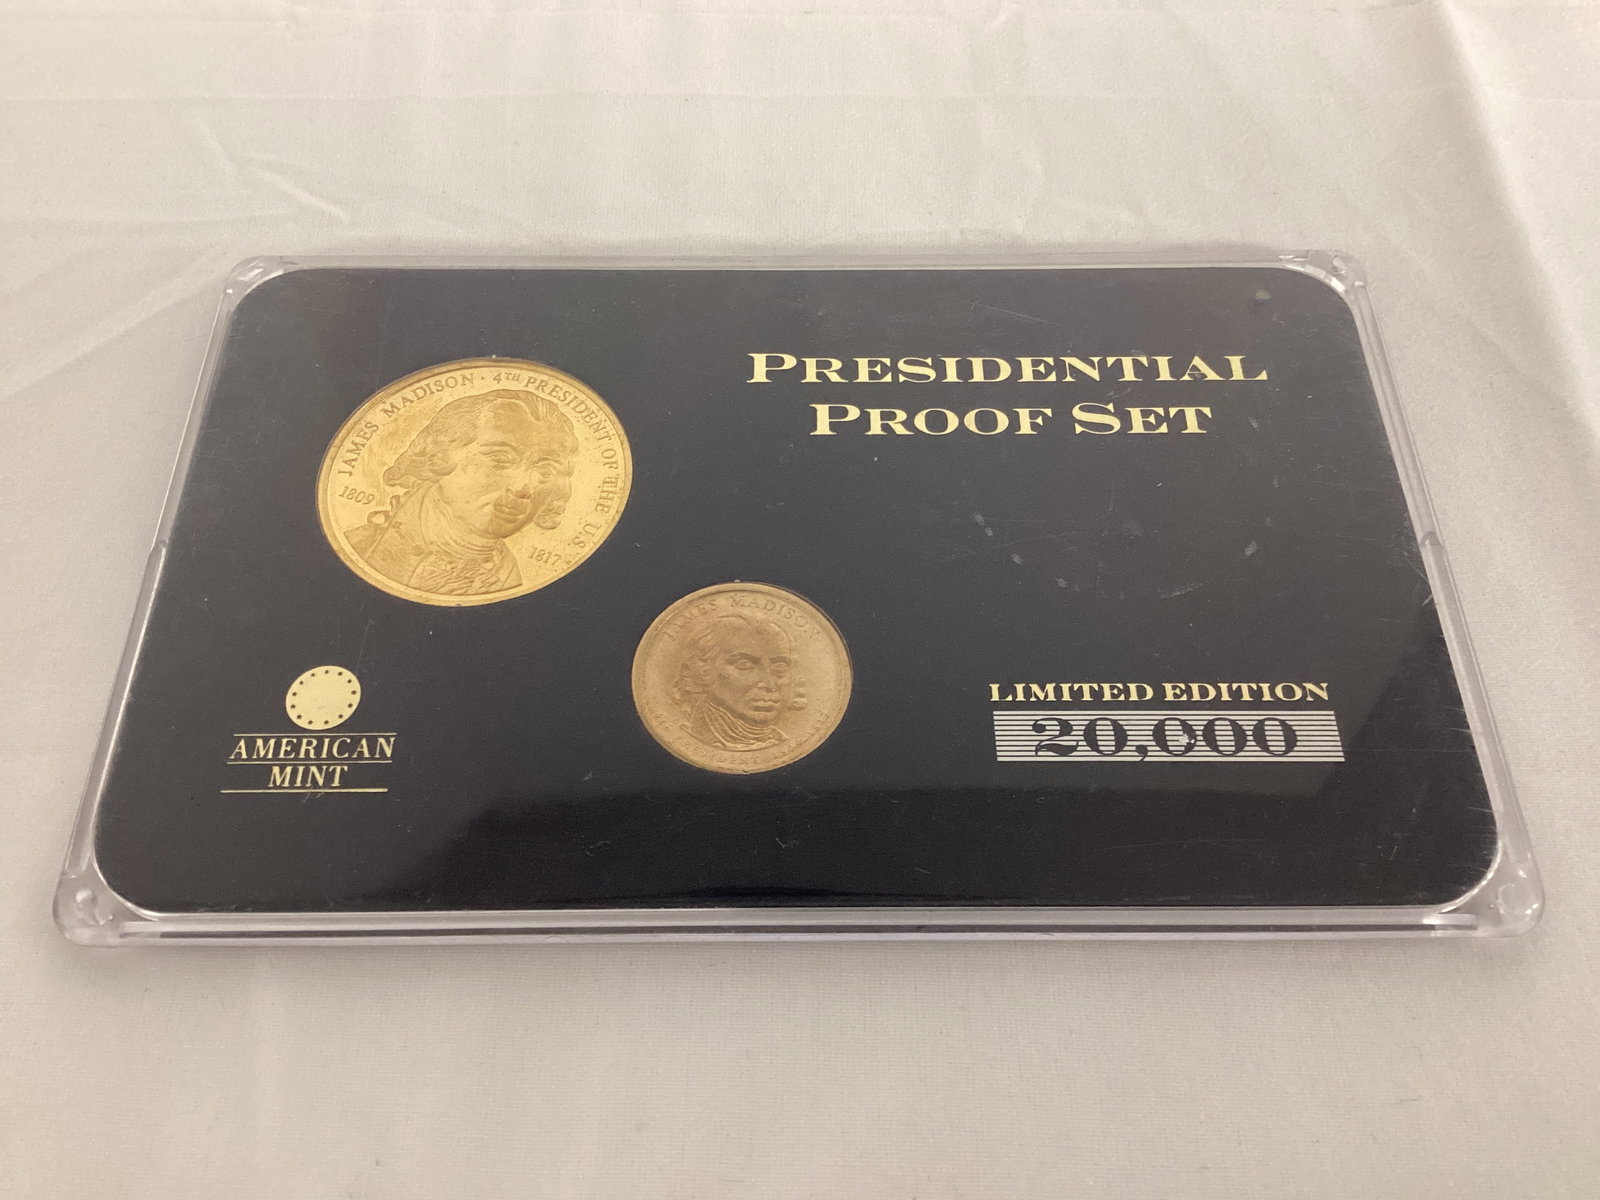 PRESIDENTIAL
PROOF SET
JAMES MADISON · 4TH PRESIDENT OF THE U.S.
1809
1817
JAMES MADISON
AMERICAN
MINT
LIMITED EDITION
20,000